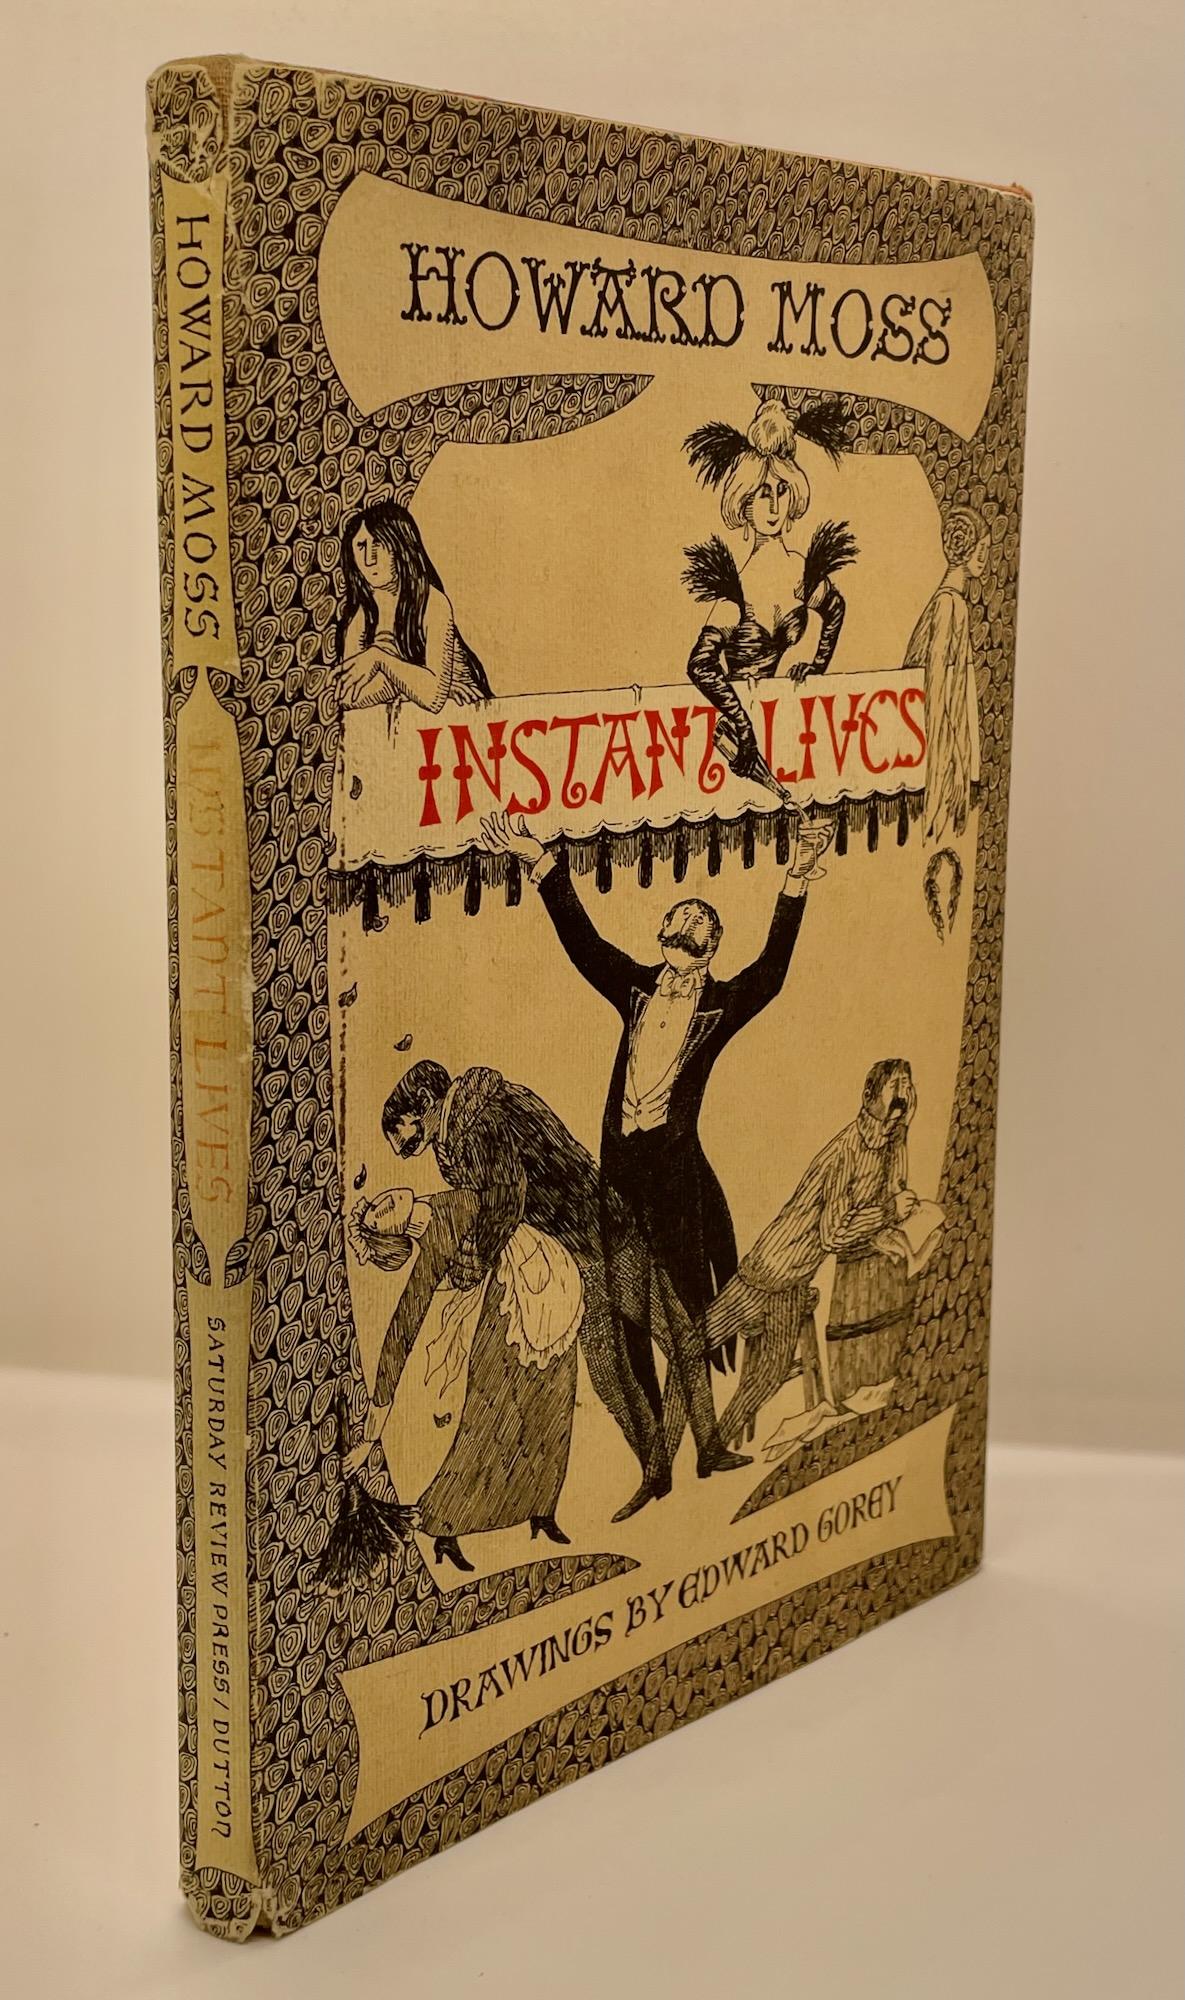 HOWARD MOSS
INSTANT LIVES
DRAWINGS BY EDWARD GOREY
HOWARD MOSS
INSTANT LIVES
SATURDAY REVIEW PRESS / DUTTON